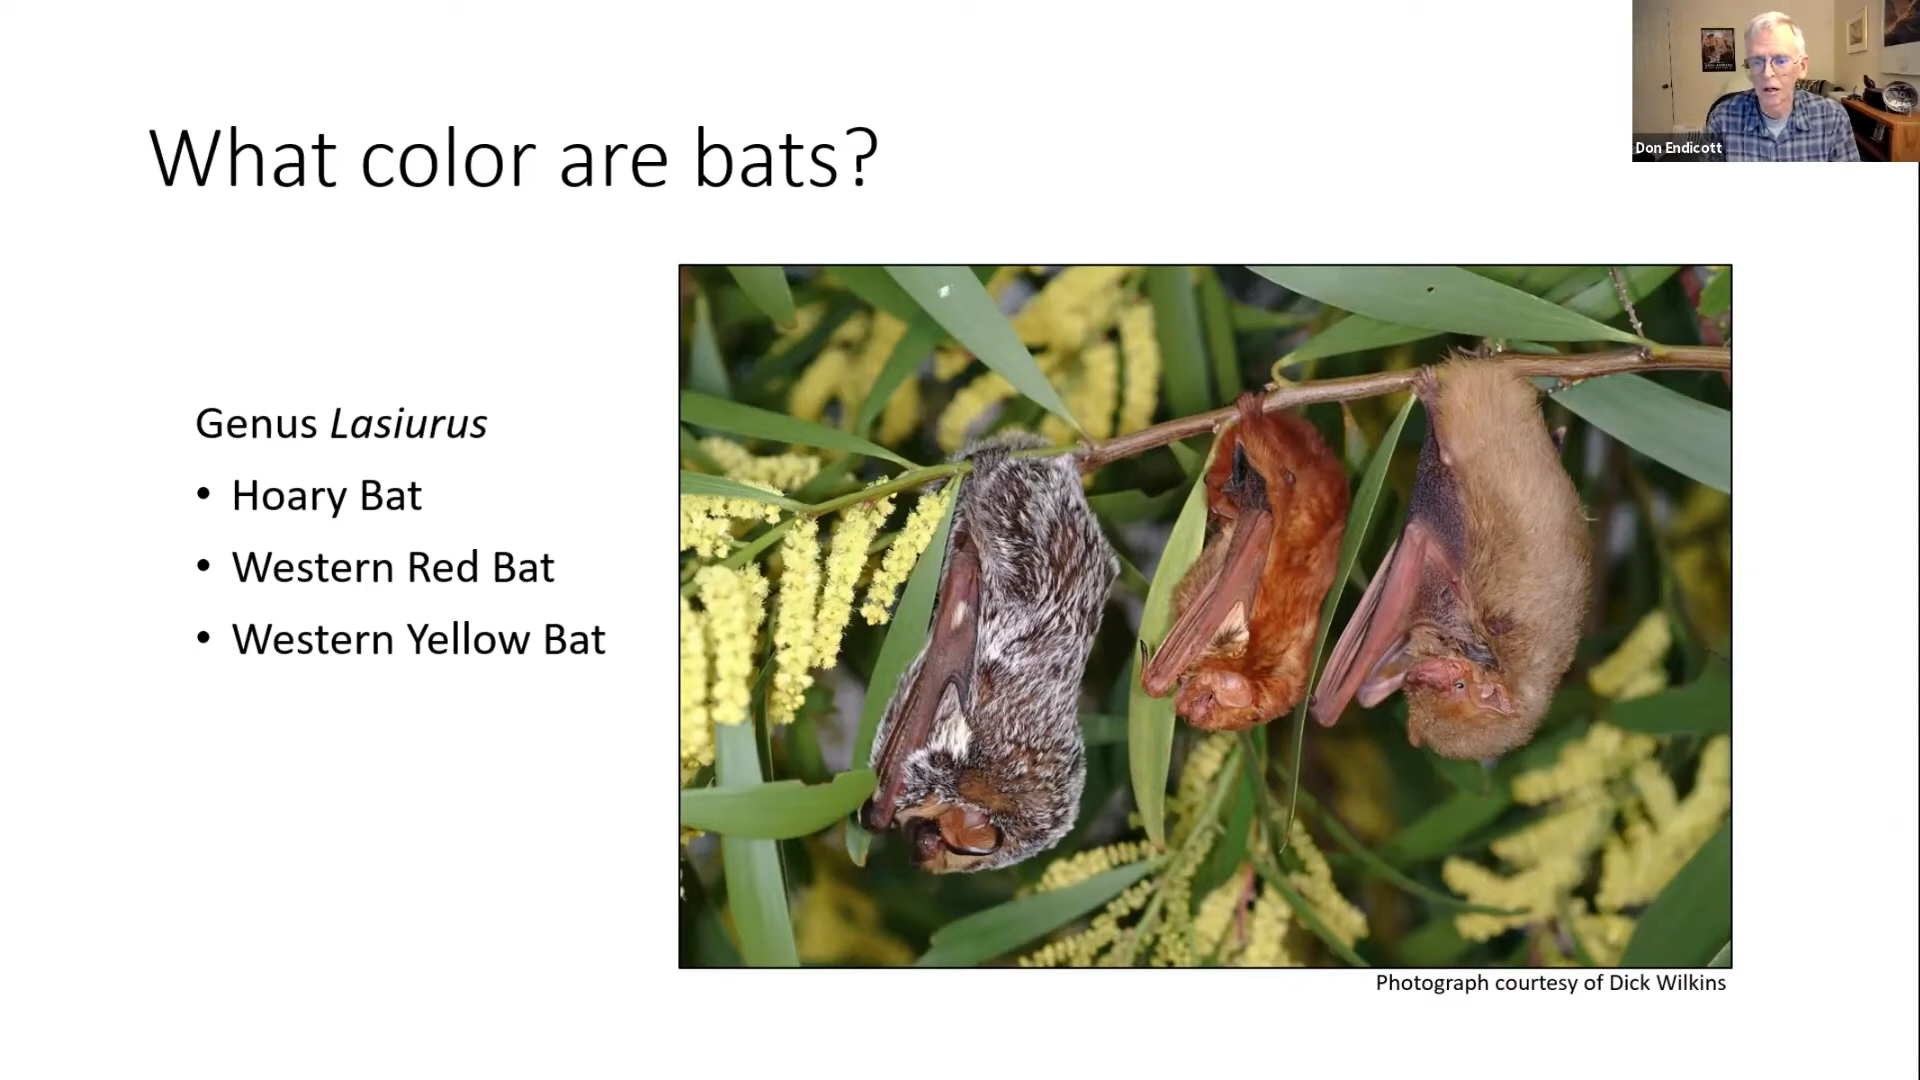 What color are bats?
Don Endicott
Genus Lasiurus
• Hoary Bat
• Western Red Bat
• Western Yellow Bat
Photograph courtesy of Dick Wilkins